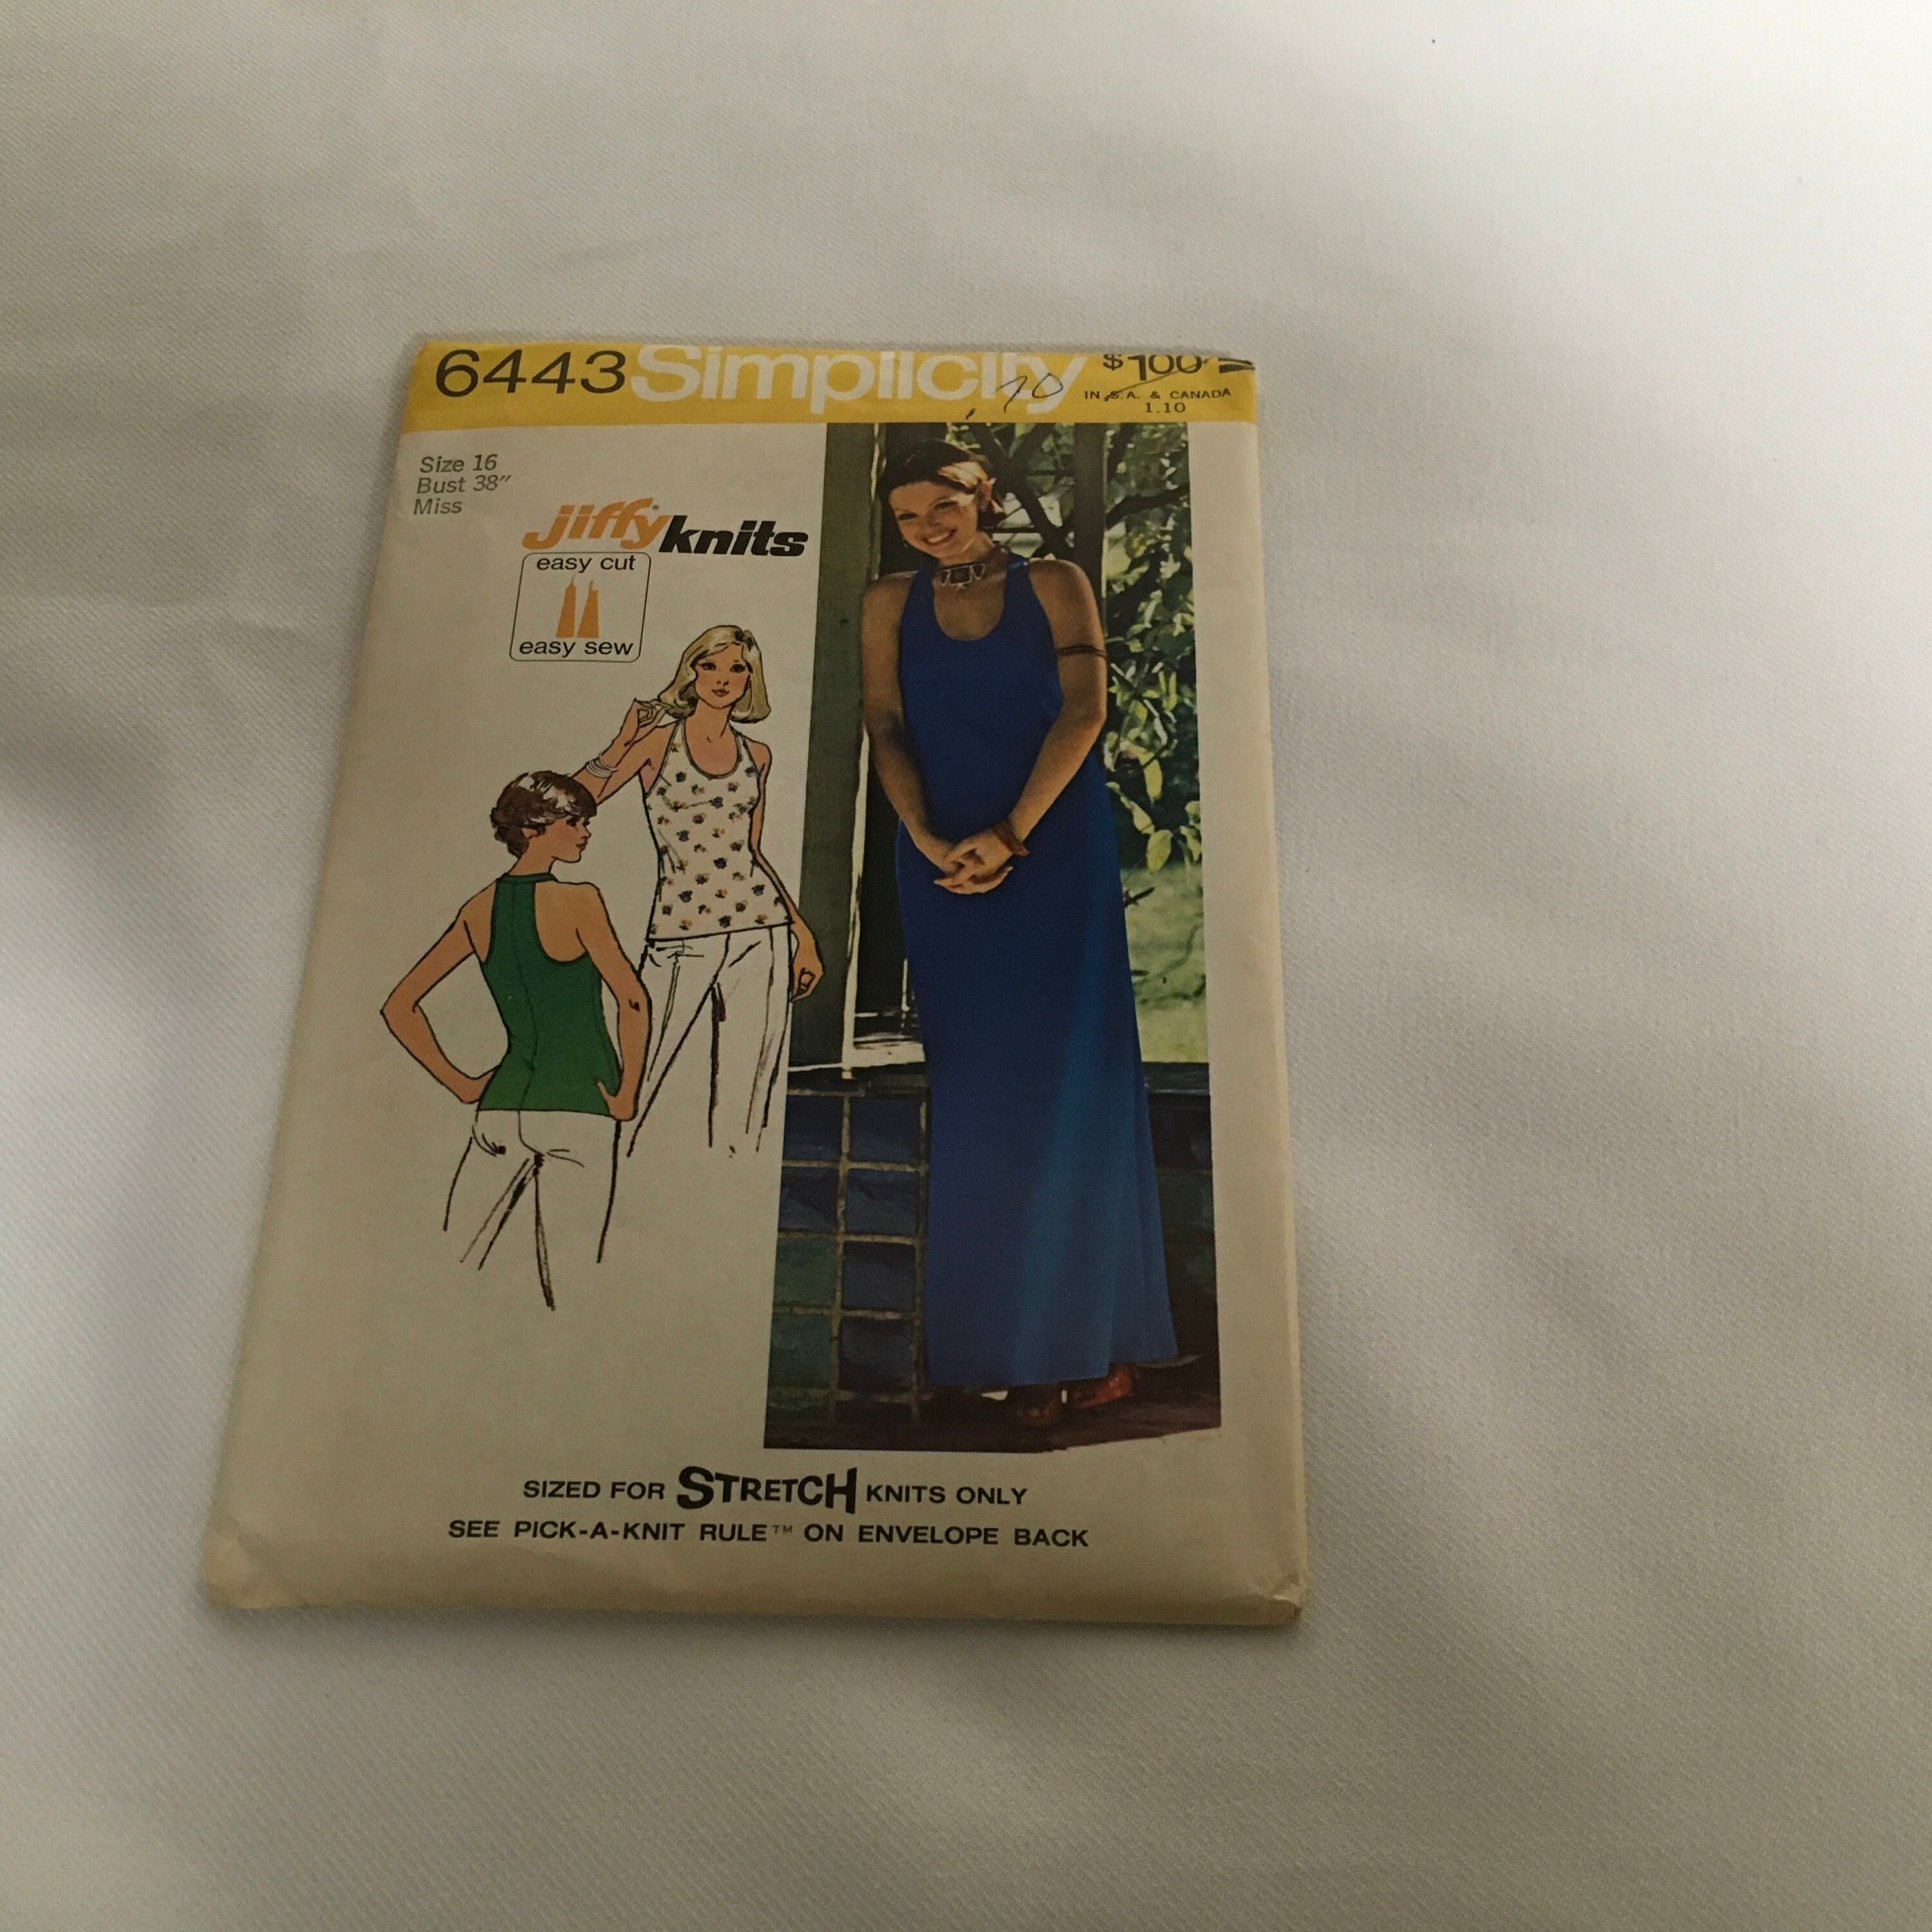 6443 Simplicity $1.00
.70
IN U.S.A. & CANADA
1.10
Size 16
Bust 38"
Miss
jiffy® knits
easy cut
easy sew
SIZED FOR STRETCH KNITS ONLY
SEE PICK-A-KNIT RULE™ ON ENVELOPE BACK